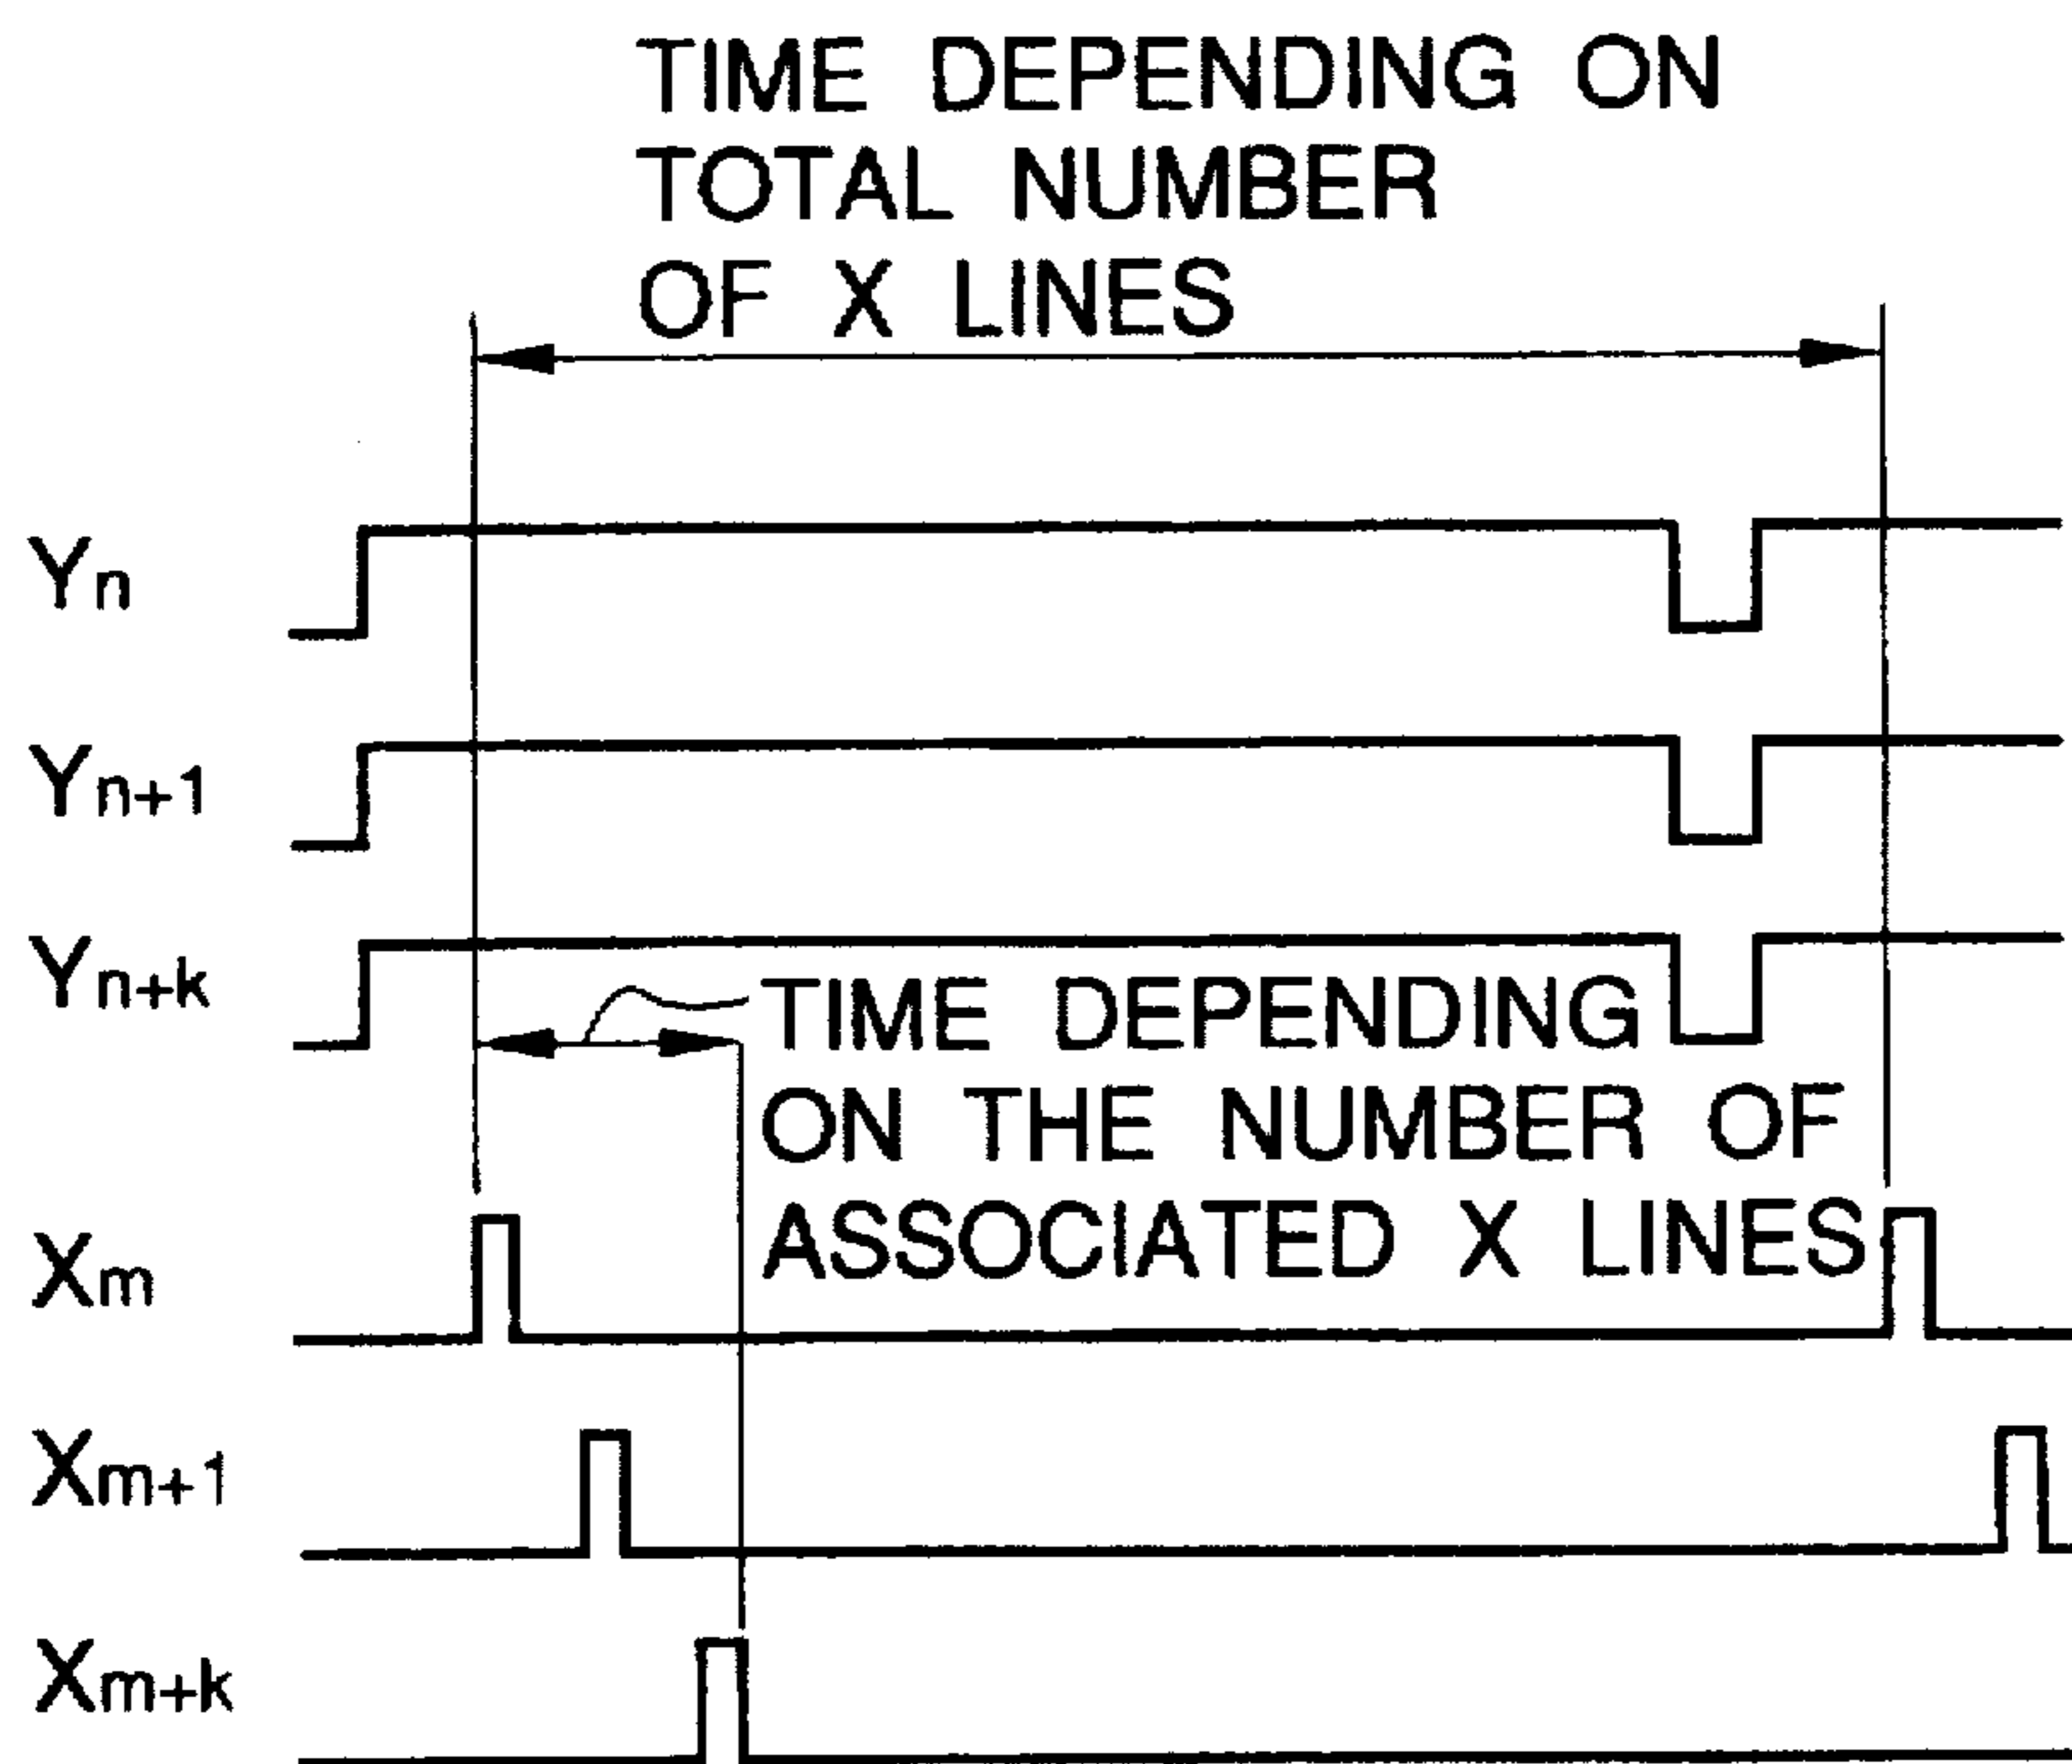 TIME DEPENDING ON
TOTAL NUMBER
OF X LINES
Yn
Yn+1
Yn+k
TIME DEPENDING
ON THE NUMBER OF
ASSOCIATED X LINES
Xm
Xm+1
Xm+k